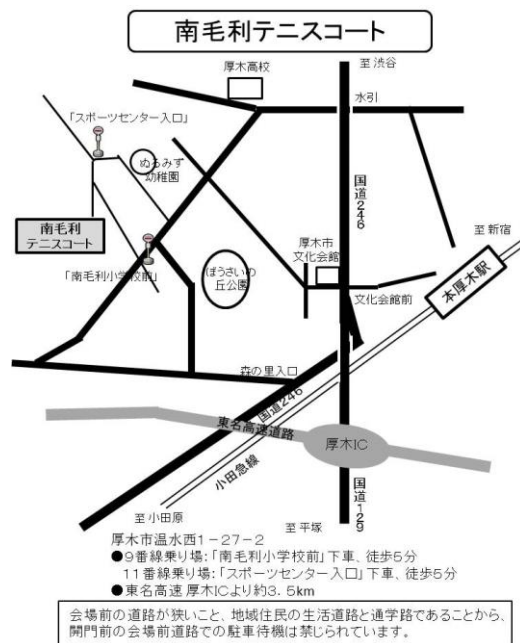 南毛利テニスコート
至 渋谷
厚木高校
水引
「スポーツセンター入口」
ぬるみず
幼稚園
国道246
至 新宿
南毛利
テニスコート
厚木市
文化会館
本厚木駅
「南毛利小学校前」
ぼうさいの
丘公園
文化会館前
森の里入口
国道246
東名高速道路
厚木IC
小田急線
国道129
至 小田原
至 平塚
厚木市温水西1-27-2
●9番線乗り場:「南毛利小学校前」下車、徒歩5分
11番線乗り場:「スポーツセンター入口」下車、徒歩5分
●東名高速 厚木ICより約3.5km
会場前の道路が狭いこと、地域住民の生活道路と通学路であることから、
開門前の会場前道路での駐車待機は禁じられています。